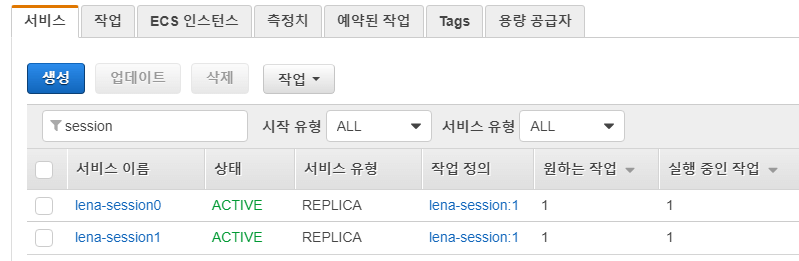 서비스 작업 ECS 인스턴스 측정치 예약된 작업 Tags 용량 공급자
생성 업데이트 삭제 작업
session 시작 유형 ALL 서비스 유형 ALL
서비스 이름 상태 서비스 유형 작업 정의 원하는 작업 실행 중인 작업
lena-session0 ACTIVE REPLICA lena-session:1 1 1
lena-session1 ACTIVE REPLICA lena-session:1 1 1